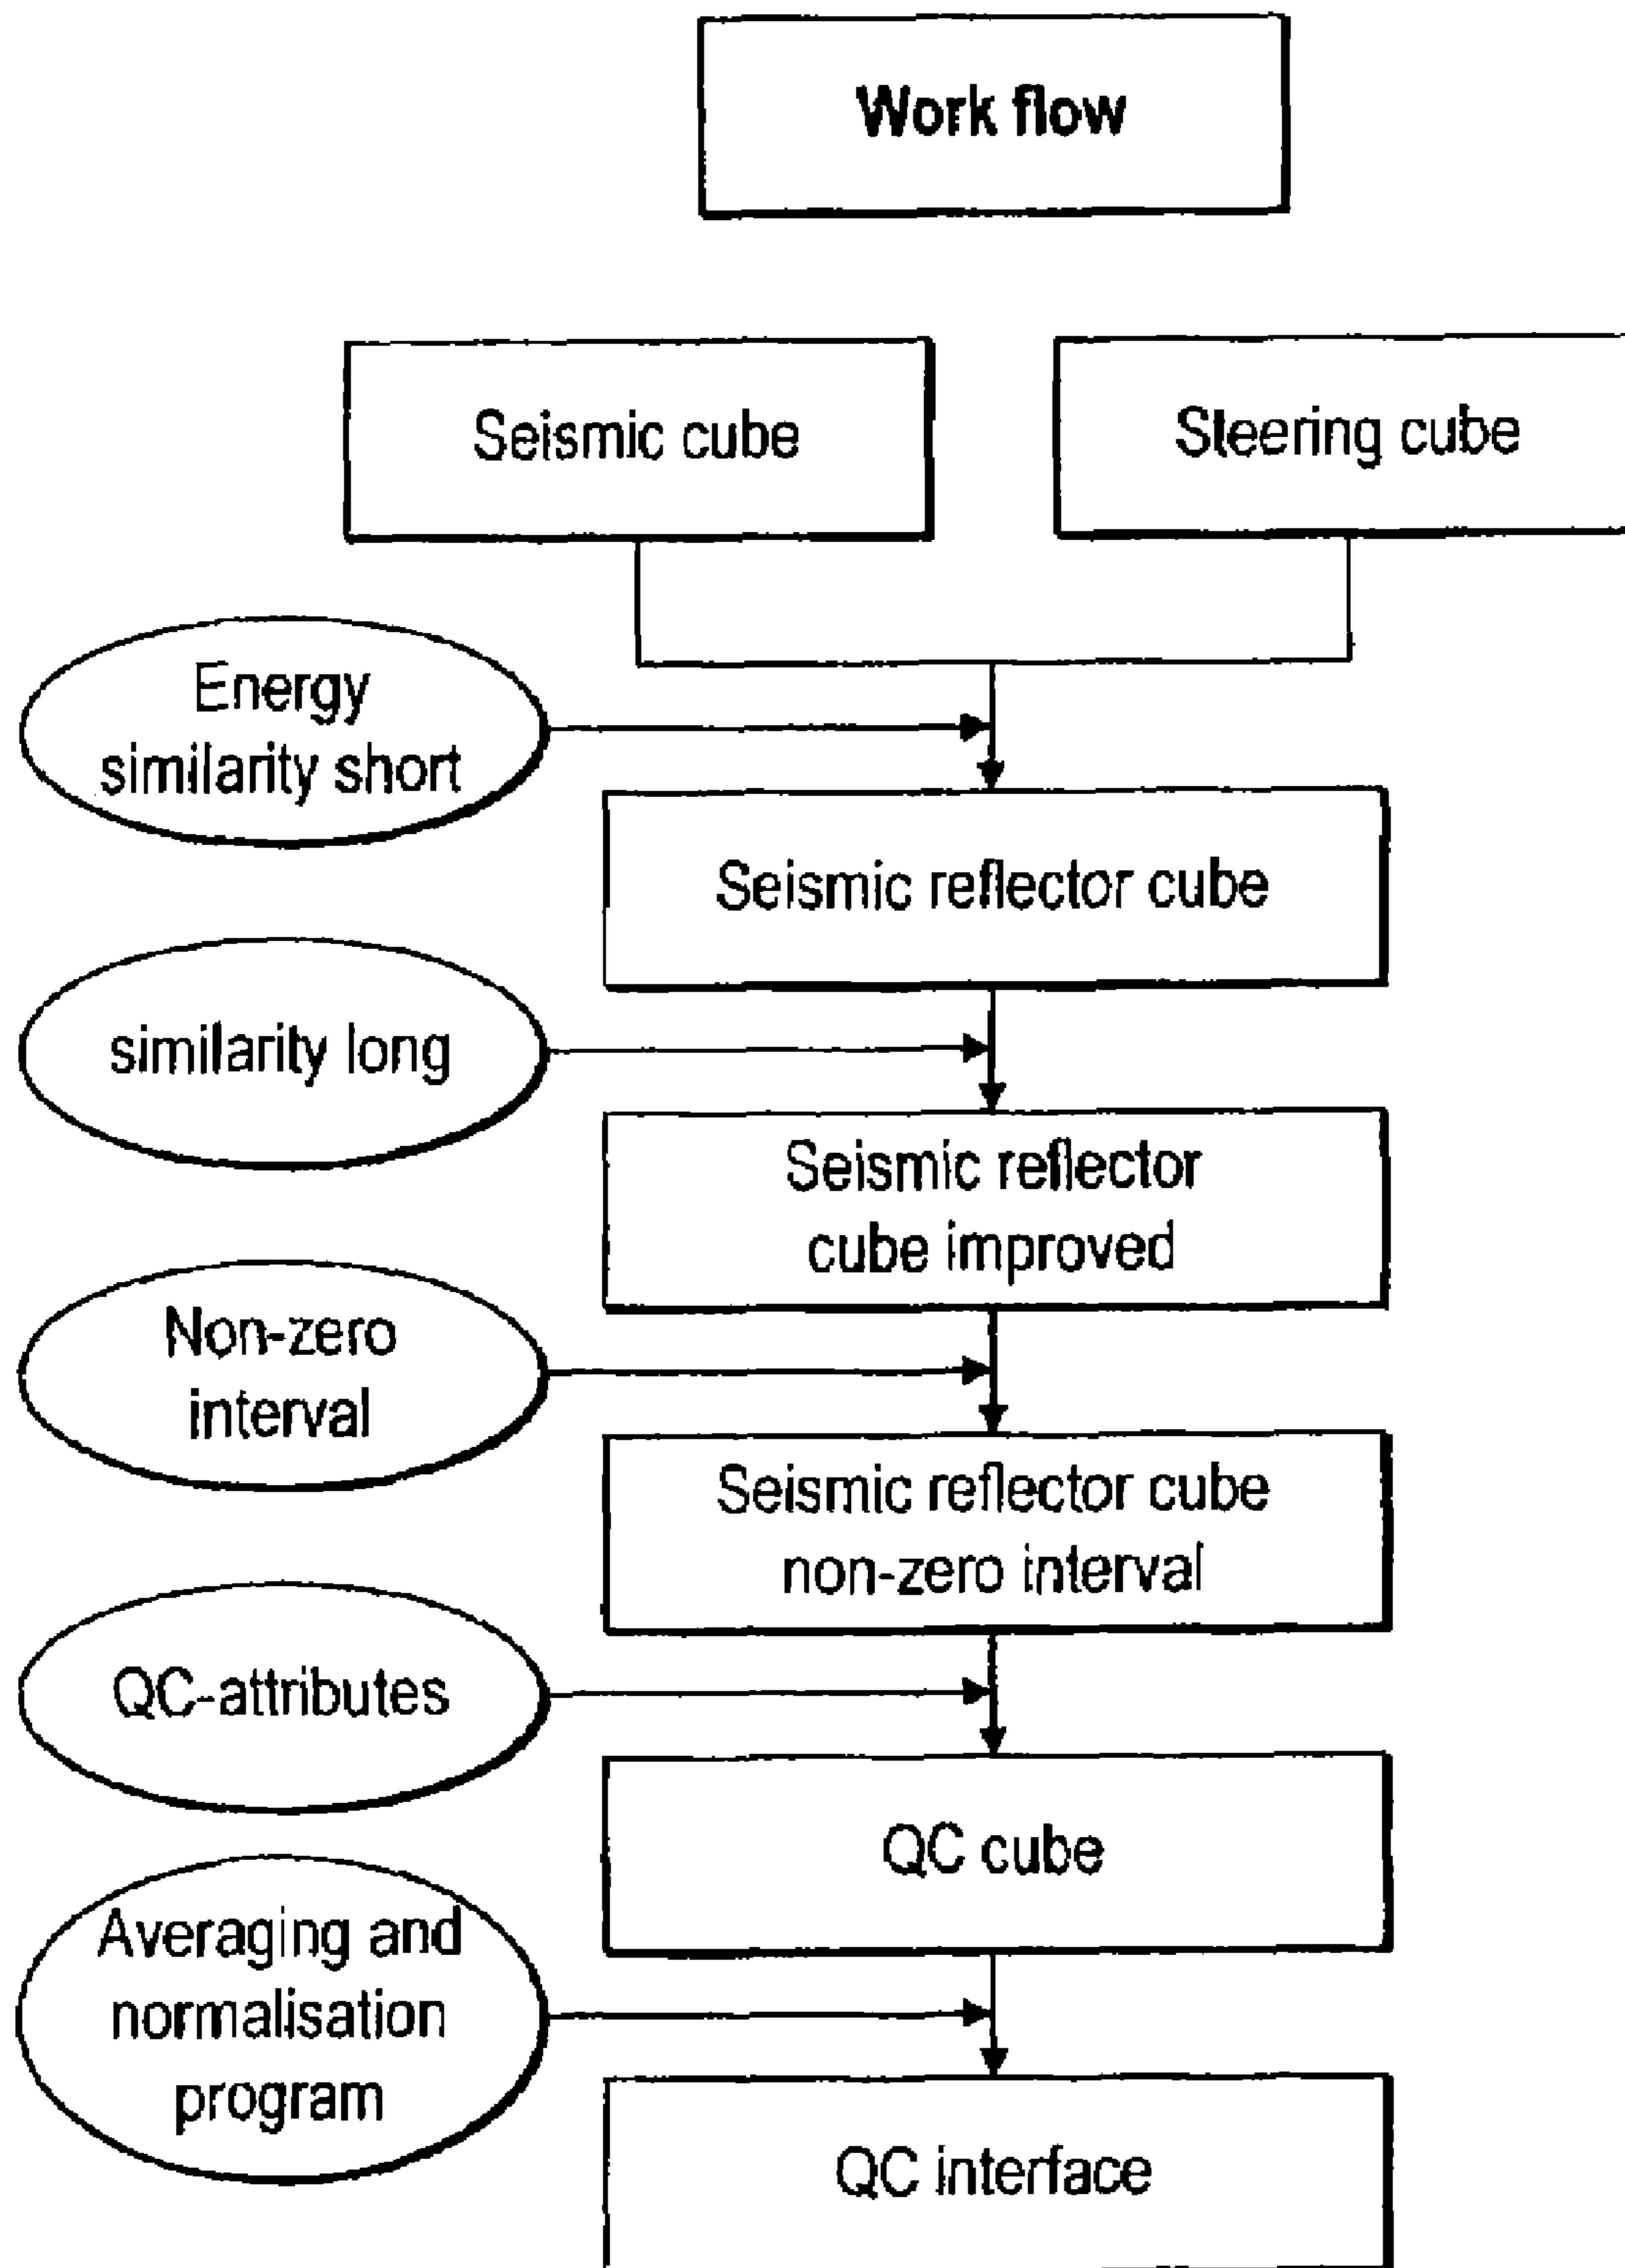 Work flow
Seismic cube
Steering cube
Energy
similarity short
Seismic reflector cube
similarity long
Seismic reflector
cube improved
Non-zero
interval
Seismic reflector cube
non-zero interval
QC-attributes
QC cube
Averaging and
normalisation
program
QC interface